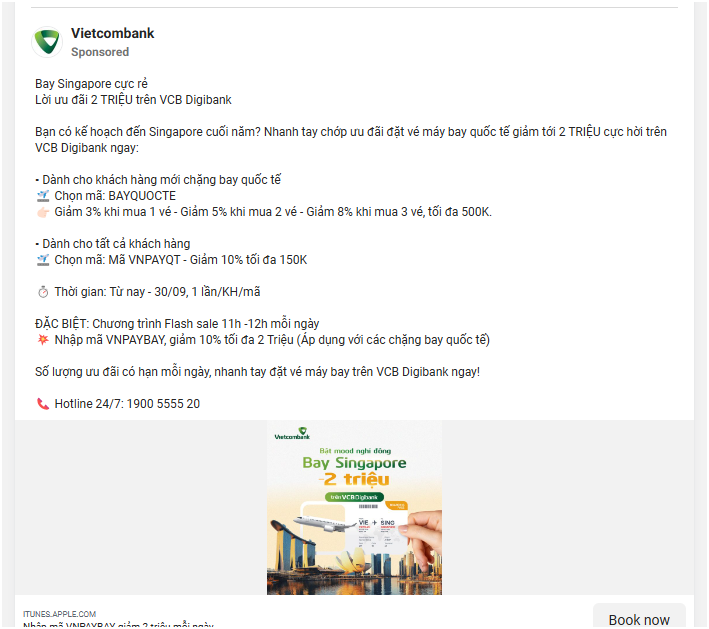 Vietcombank
Sponsored
Bay Singapore cực rẻ
Lời ưu đãi 2 TRIỆU trên VCB Digibank
Bạn có kế hoạch đến Singapore cuối năm? Nhanh tay chớp ưu đãi đặt vé máy bay quốc tế giảm tới 2 TRIỆU cực hời trên
VCB Digibank ngay:
- Dành cho khách hàng mới chặng bay quốc tế
🛫 Chọn mã: BAYQUOCTE
👉🏻 Giảm 3% khi mua 1 vé - Giảm 5% khi mua 2 vé - Giảm 8% khi mua 3 vé, tối đa 500K.
- Dành cho tất cả khách hàng
🛫 Chọn mã: Mã VNPAYQT - Giảm 10% tối đa 150K
⏱ Thời gian: Từ nay - 30/09, 1 lần/KH/mã
ĐẶC BIỆT: Chương trình Flash sale 11h -12h mỗi ngày
💥 Nhập mã VNPAYBAY, giảm 10% tối đa 2 Triệu (Áp dụng với các chặng bay quốc tế)
Số lượng ưu đãi có hạn mỗi ngày, nhanh tay đặt vé máy bay trên VCB Digibank ngay!
📞 Hotline 24/7: 1900 5555 20
Vietcombank
Bật mood nghỉ đông
Bay Singapore
-2 triệu
trên VCB Digibank
VIE + SING
ITUNES.APPLE.COM
Nhập mã VNPAYBAY giảm 2 triệu mỗi ngày
Book now